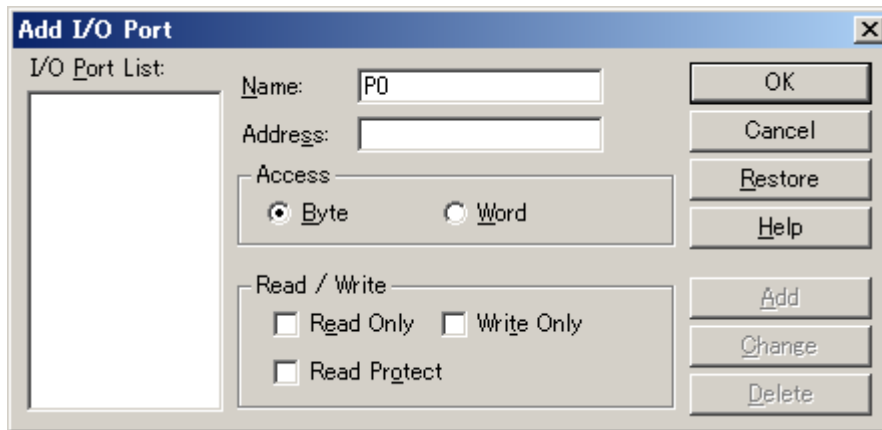 Add I/O Port
I/O Port List:
Name: P0
Address:
Access
Byte Word
Read / Write
Read Only Write Only
Read Protect
OK
Cancel
Restore
Help
Add
Change
Delete